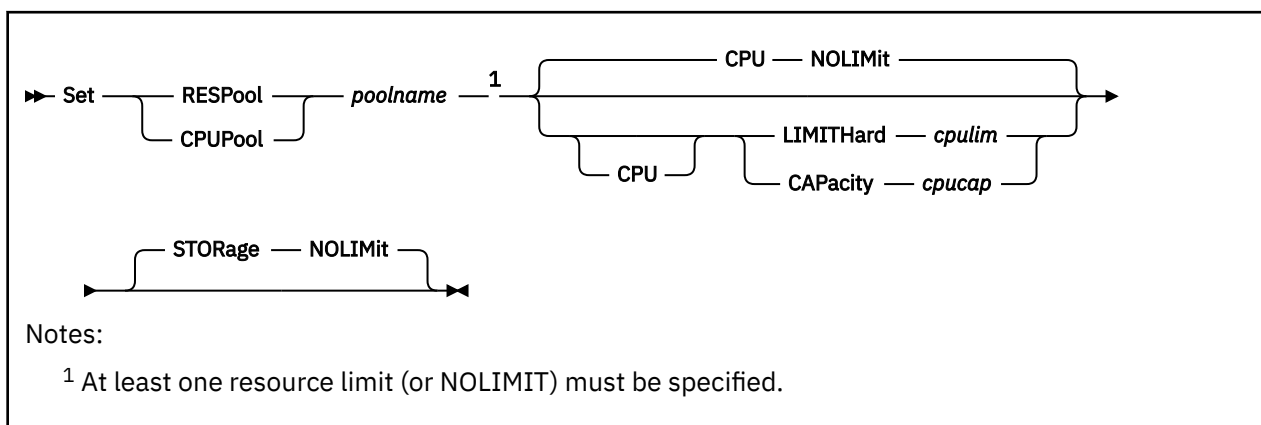 CPU NOLIMit
Set RESPool poolname 1
CPUPool
LIMITHard cpulim
CPU
CAPacity cpucap
STORage NOLIMit
Notes:
1 At least one resource limit (or NOLIMIT) must be specified.